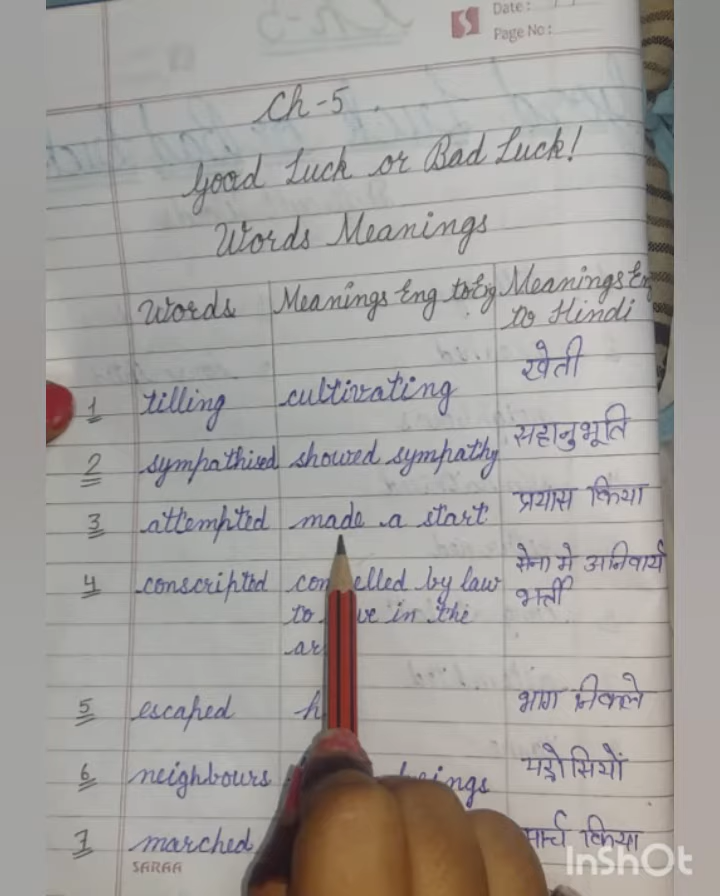 Date :
Page No :
Ch-5.
Good Luck or Bad Luck!
Words Meanings
Words Meanings Eng to Eng Meanings Eng to Hindi
1 tilling cultivating खेती
2 sympathised showed sympathy सहानुभूति
3 attempted made a start प्रयास किया
4 conscripted by law सेना मे अनिवार्य भर्ती
to in the
5 escaped भाग निकले
6 neighbours पड़ोसियों
7 marched मार्च किया
SARAA
InShOt